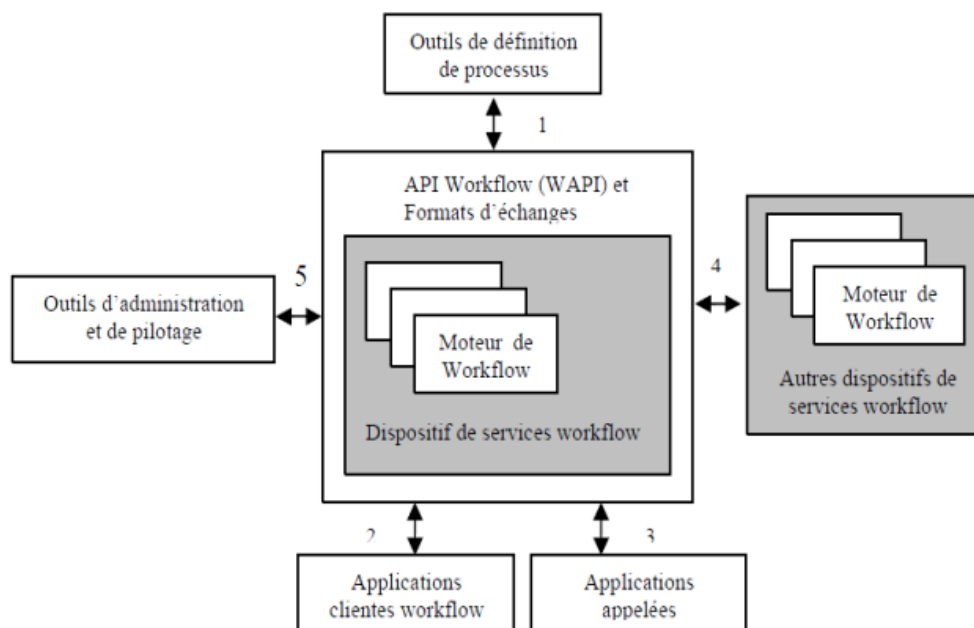 Outils de définition
de processus
1
API Workflow (WAPI) et
Formats d'échanges
5
4
Outils d'administration
et de pilotage
Moteur de
Workflow
Dispositif de services workflow
Moteur de
Workflow
Autres dispositifs de
services workflow
2
3
Applications
clientes workflow
Applications
appelées